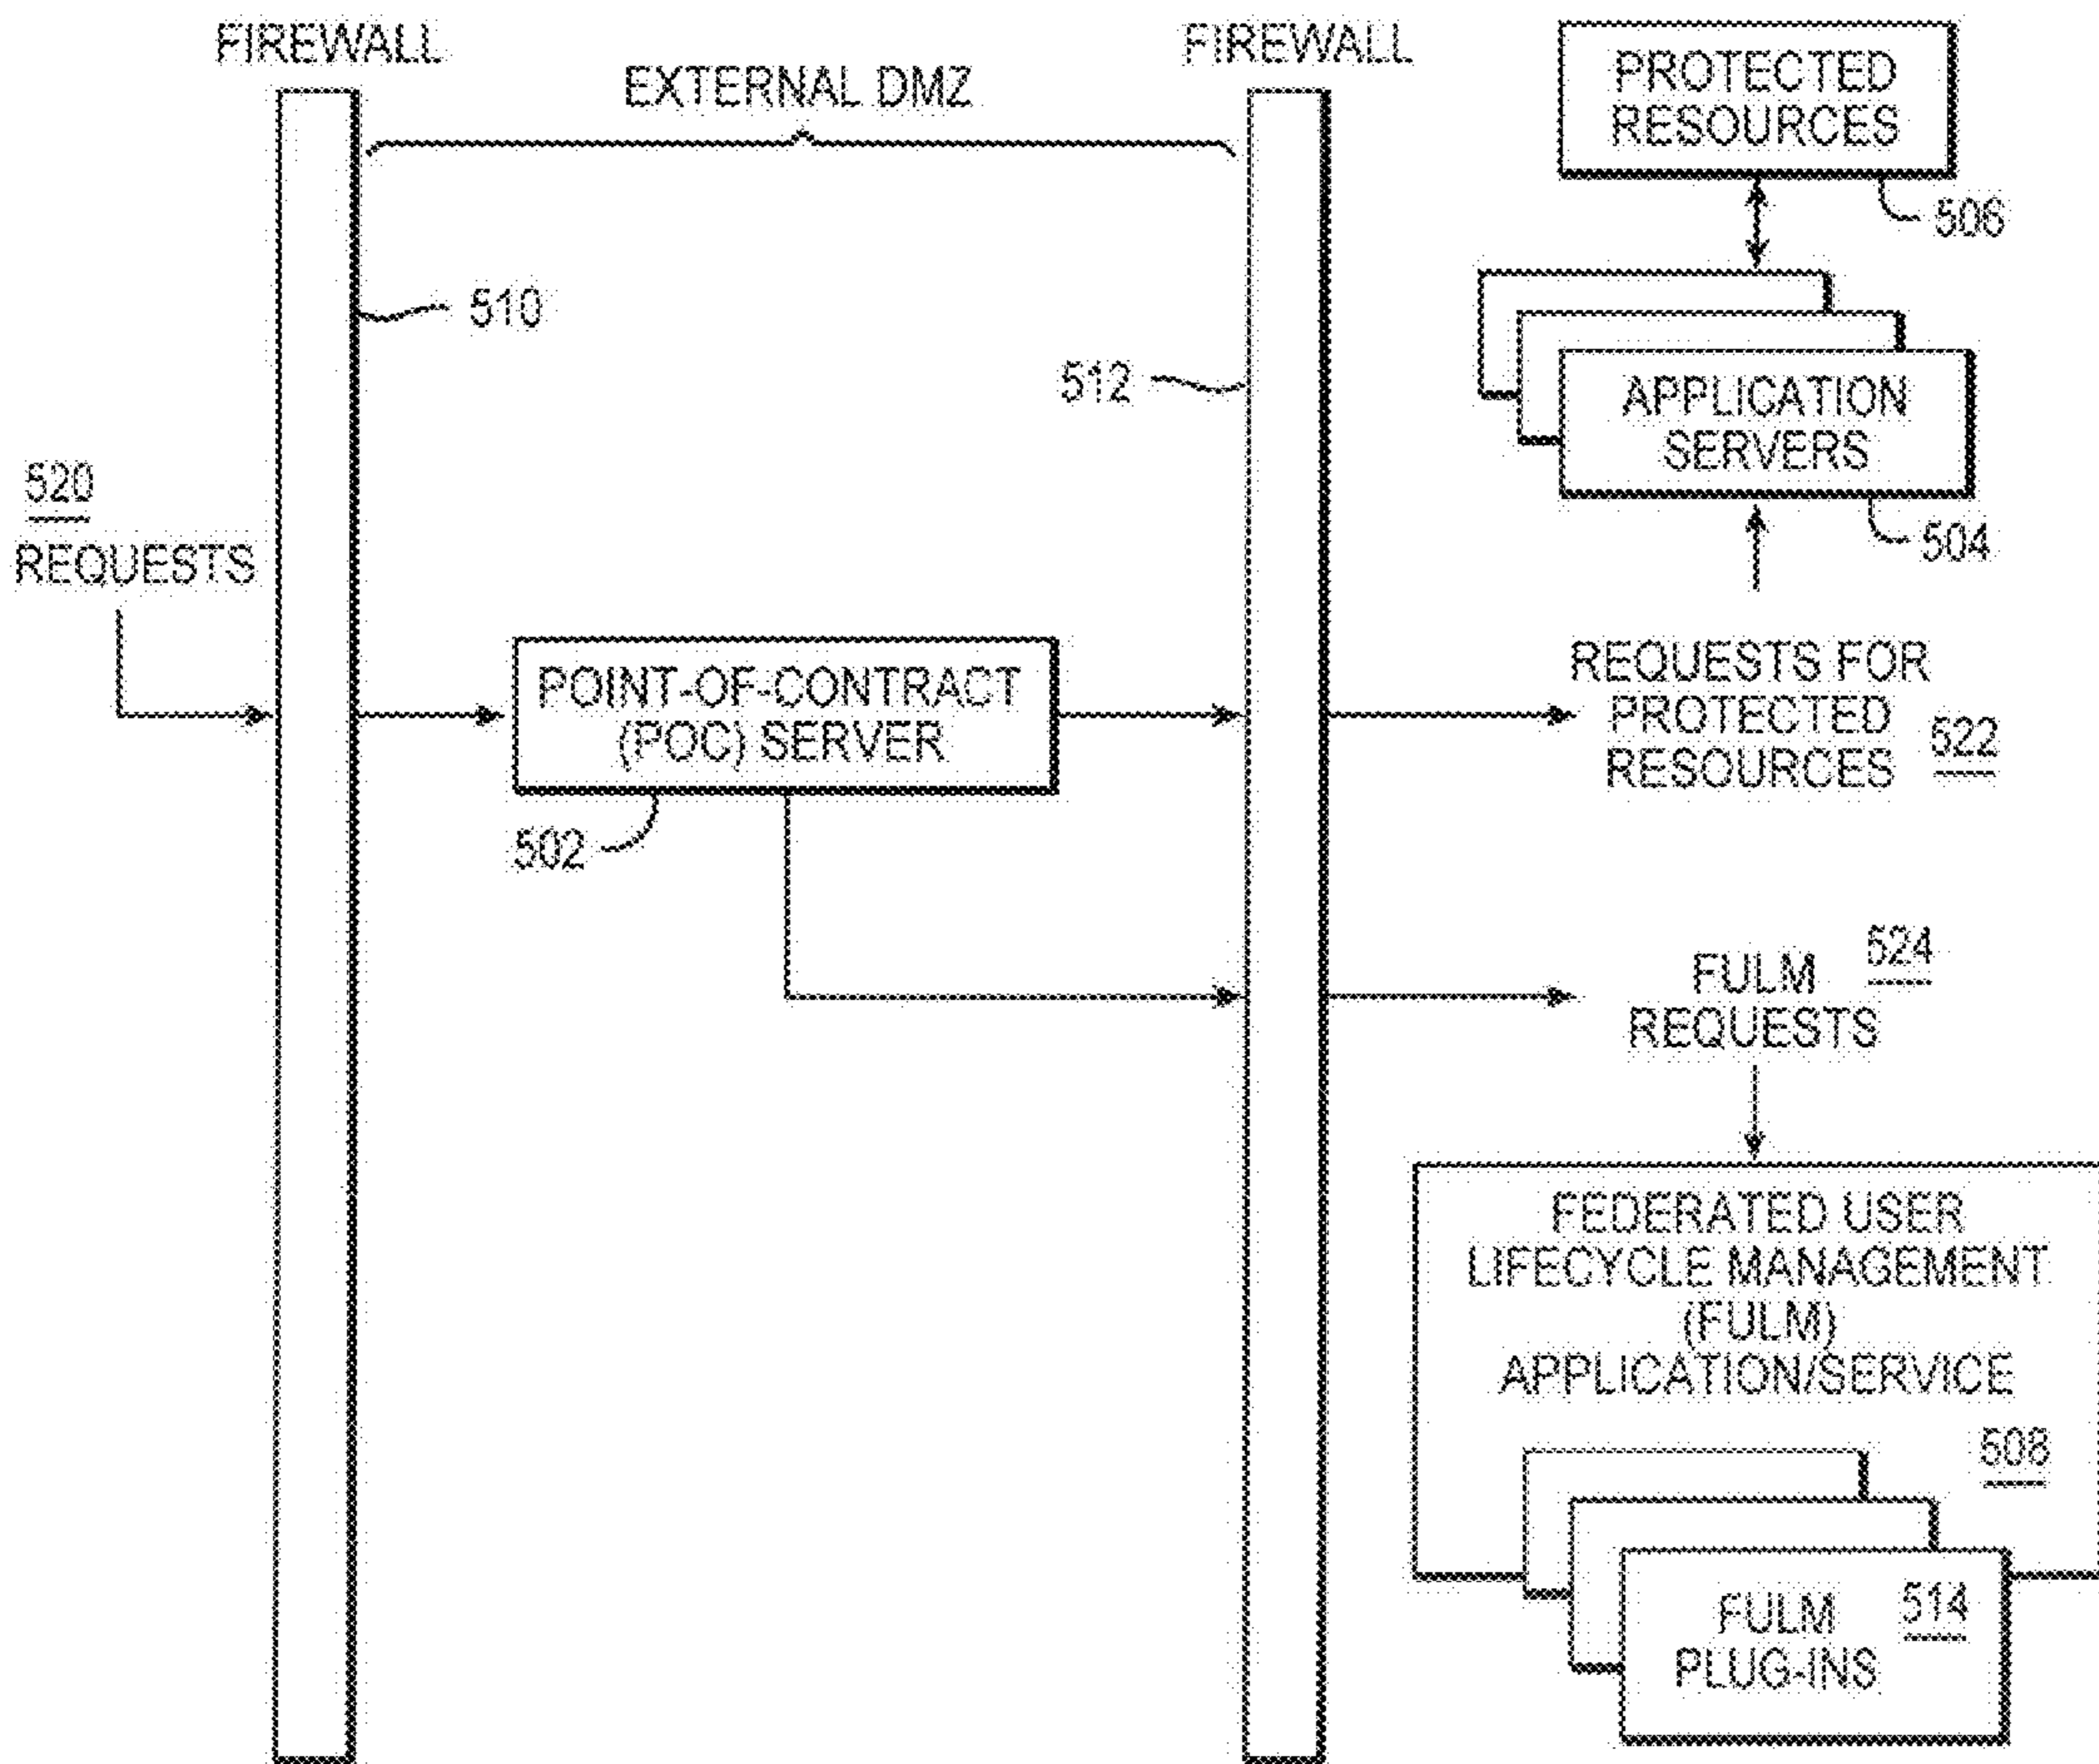 FIREWALL
EXTERNAL DMZ
FIREWALL
PROTECTED
RESOURCES
506
510
512
APPLICATION
SERVERS
504
520
REQUESTS
POINT-OF-CONTRACT
(POC) SERVER
502
REQUESTS FOR
PROTECTED
RESOURCES
522
524
FULM
REQUESTS
FEDERATED USER
LIFECYCLE MANAGEMENT
(FULM)
APPLICATION/SERVICE
508
FULM
PLUG-INS
514